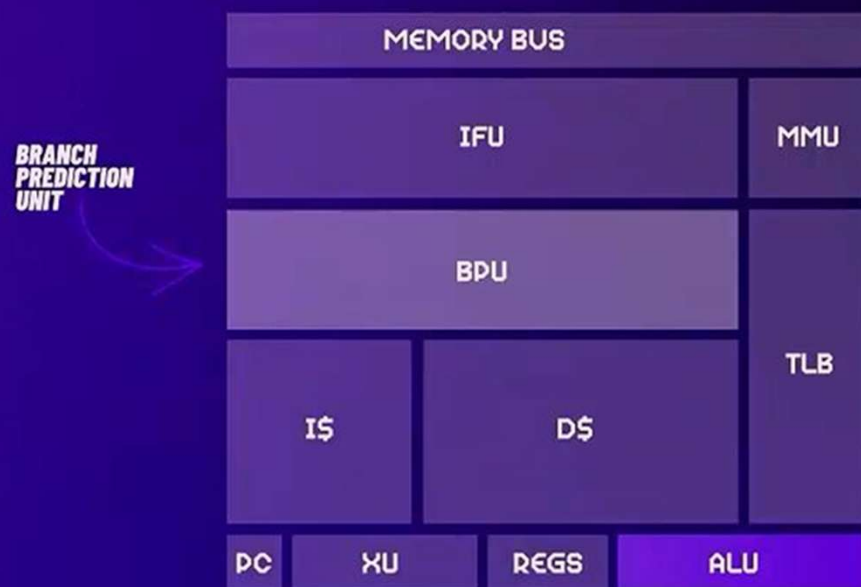 MEMORY BUS
IFU
MMU
BRANCH
PREDICTION
UNIT
BPU
TLB
I$
D$
PC
XU
REGS
ALU